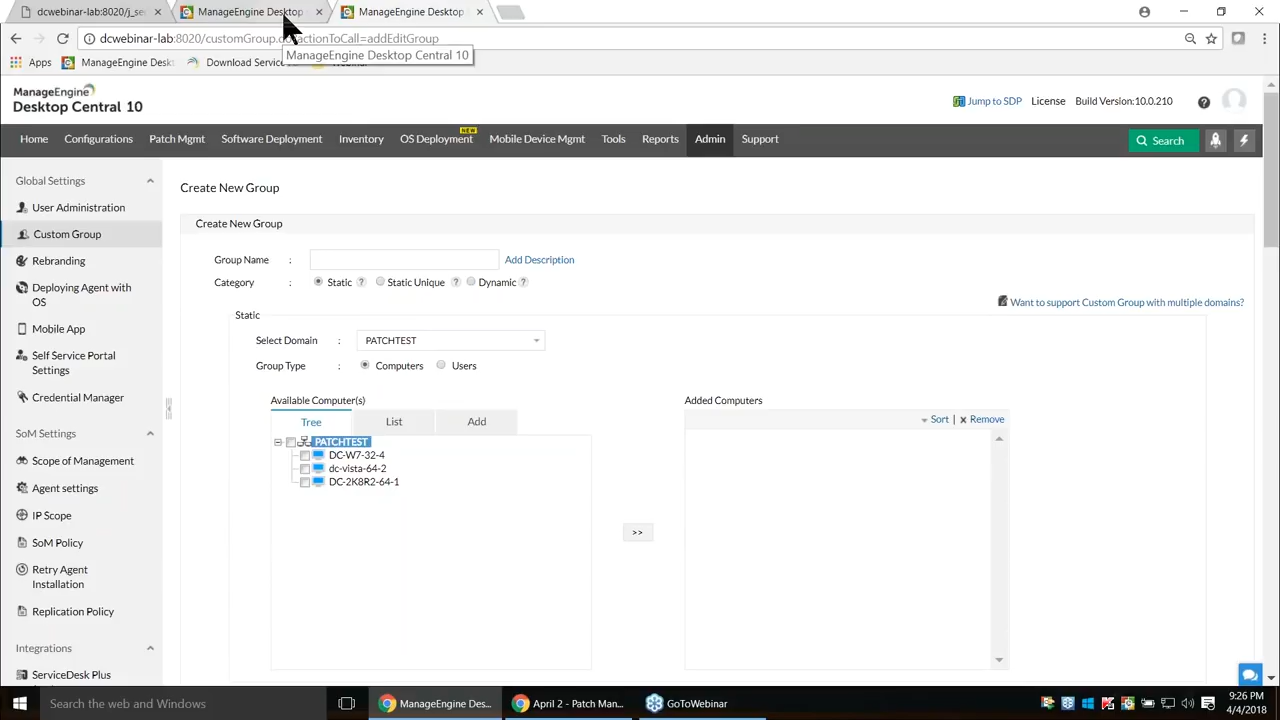 dcwebinar-lab:8020/j_se
ManageEngine Desktop
ManageEngine Desktop
dcwebinar-lab:8020/customGroup.do?actionToCall=addEditGroup
Apps
ManageEngine Desk
Download Service
ManageEngine Desktop Central 10
ManageEngine
Desktop Central 10
Jump to SDP
License
Build Version:10.0.210
Home
Configurations
Patch Mgmt
Software Deployment
Inventory
OS Deployment
NEW
Mobile Device Mgmt
Tools
Reports
Admin
Support
Search
Global Settings
User Administration
Custom Group
Rebranding
Deploying Agent with
OS
Mobile App
Self Service Portal
Settings
Credential Manager
SoM Settings
Scope of Management
Agent settings
IP Scope
SoM Policy
Retry Agent
Installation
Replication Policy
Integrations
ServiceDesk Plus
Create New Group
Create New Group
Group Name :
Add Description
Category : Static ? Static Unique ? Dynamic ?
Want to support Custom Group with multiple domains?
Static
Select Domain : PATCHTEST
Group Type : Computers Users
Available Computer(s)
Tree List Add
PATCHTEST
DC-W7-32-4
dc-vista-64-2
DC-2K8R2-64-1
>>
Added Computers
Sort | x Remove
Search the web and Windows
ManageEngine Des...
April 2 - Patch Man...
GoToWebinar
9:26 PM
4/4/2018